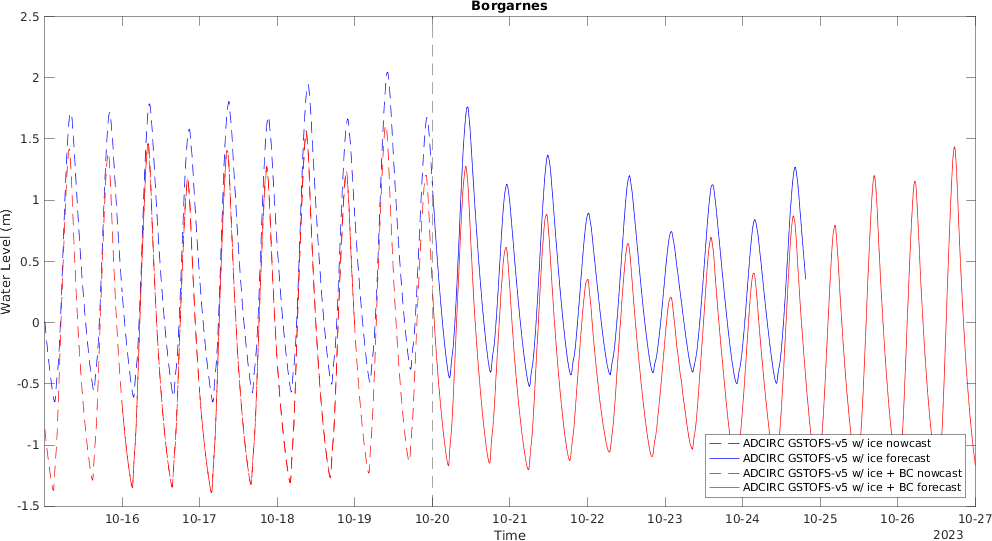 Borgarnes
Water Level (m)
2.5
2
1.5
1
0.5
0
-0.5
-1
-1.5
ADCIRC GSTOFS-v5 w/ ice nowcast
ADCIRC GSTOFS-v5 w/ ice forecast
ADCIRC GSTOFS-v5 w/ ice + BC nowcast
ADCIRC GSTOFS-v5 w/ ice + BC forecast
10-16 10-17 10-18 10-19 10-20 10-21 10-22 10-23 10-24 10-25 10-26 10-27
Time
2023